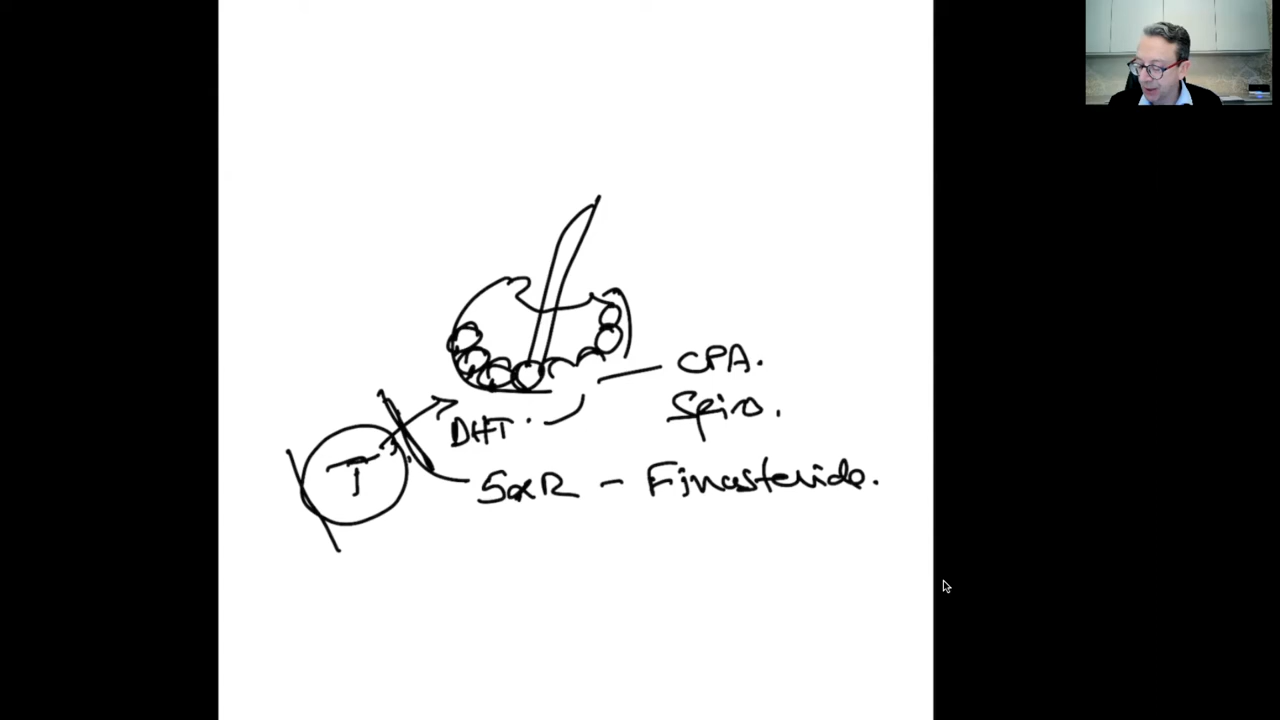 CPA.
Spiro.
DHT.
T
5αR - Finasteride.